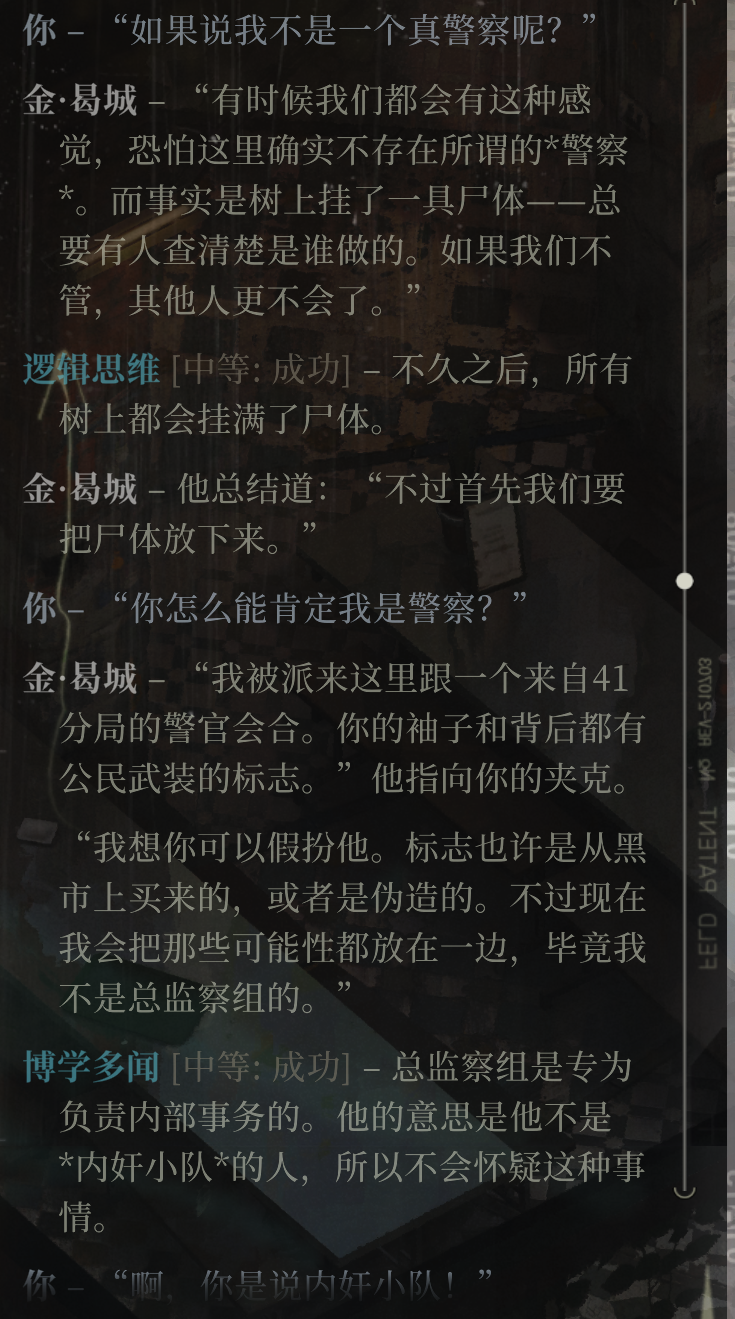 你 – “如果说我不是一个真警察呢？”
金·曷城 – “有时候我们都会有这种感
觉，恐怕这里确实不存在所谓的*警察
*。而事实是树上挂了一具尸体——总
要有人查清楚是谁做的。如果我们不
管，其他人更不会了。”
逻辑思维 [中等: 成功] – 不久之后，所有
树上都会挂满了尸体。
金·曷城 – 他总结道：“不过首先我们要
把尸体放下来。”
你 – “你怎么能肯定我是警察？”
金·曷城 – “我被派来这里跟一个来自41
分局的警官会合。你的袖子和背后都有
公民武装的标志。”他指向你的夹克。
“我想你可以假扮他。标志也许是从黑
市上买来的，或者是伪造的。不过现在
我会把那些可能性都放在一边，毕竟我
不是总监察组的。”
博学多闻 [中等: 成功] – 总监察组是专为
负责内部事务的。他的意思是他不是
*内奸小队*的人，所以不会怀疑这种事
情。
你 – “啊，你是说内奸小队！”
FELD PATENT
NO REV-210703